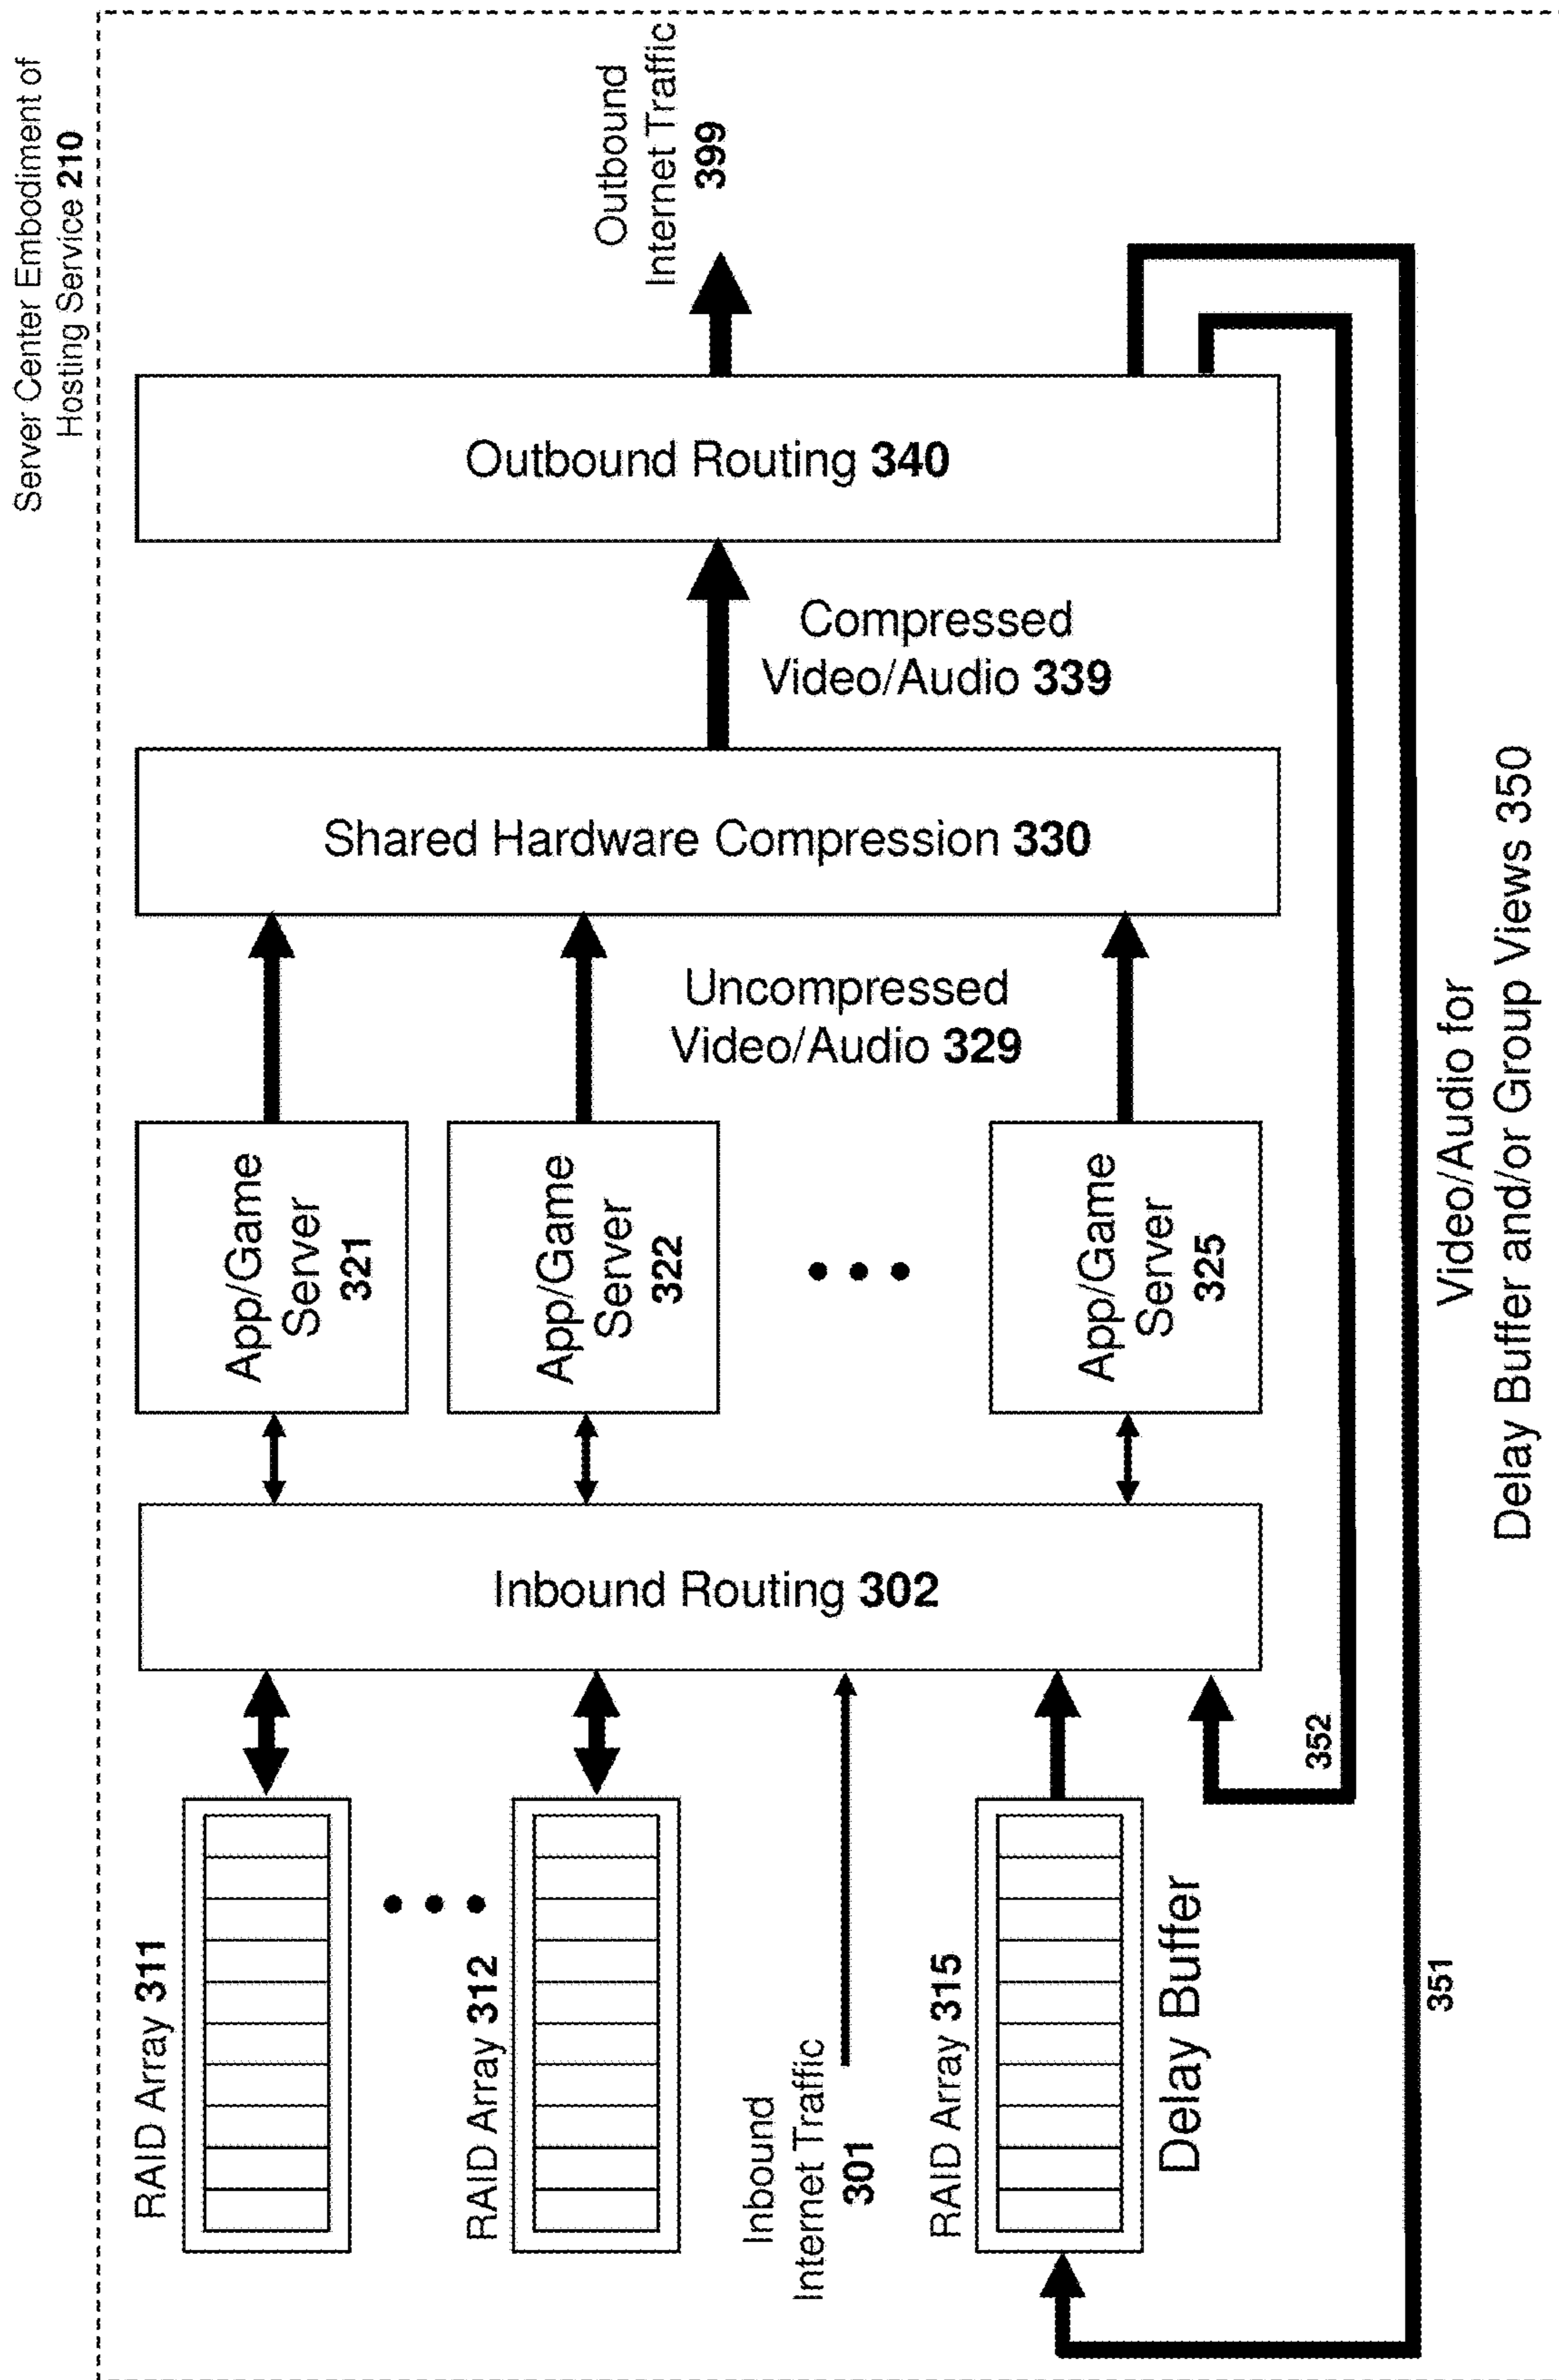 Server Center Embodiment of
Hosting Service 210
RAID Array 311
RAID Array 312
Inbound
Internet Traffic
301
RAID Array 315
Delay Buffer
Inbound Routing 302
App/Game
Server
321
App/Game
Server
322
App/Game
Server
325
Uncompressed
Video/Audio 329
Shared Hardware Compression 330
Compressed
Video/Audio 339
Outbound Routing 340
Outbound
Internet Traffic
399
352
351
Video/Audio for
Delay Buffer and/or Group Views 350